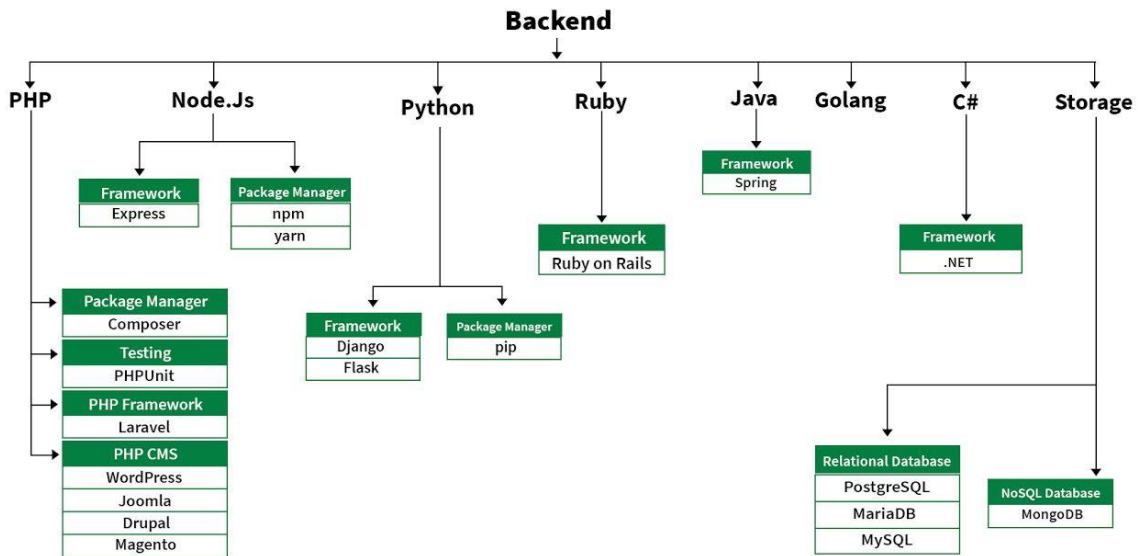 Backend
PHP
Node.Js
Python
Ruby
Java
Golang
C#
Storage
Framework
Express
Package Manager
npm
yarn
Framework
Spring
Framework
Ruby on Rails
Framework
.NET
Package Manager
Composer
Testing
PHPUnit
PHP Framework
Laravel
PHP CMS
WordPress
Joomla
Drupal
Magento
Framework
Django
Flask
Package Manager
pip
Relational Database
PostgreSQL
MariaDB
MySQL
NoSQL Database
MongoDB